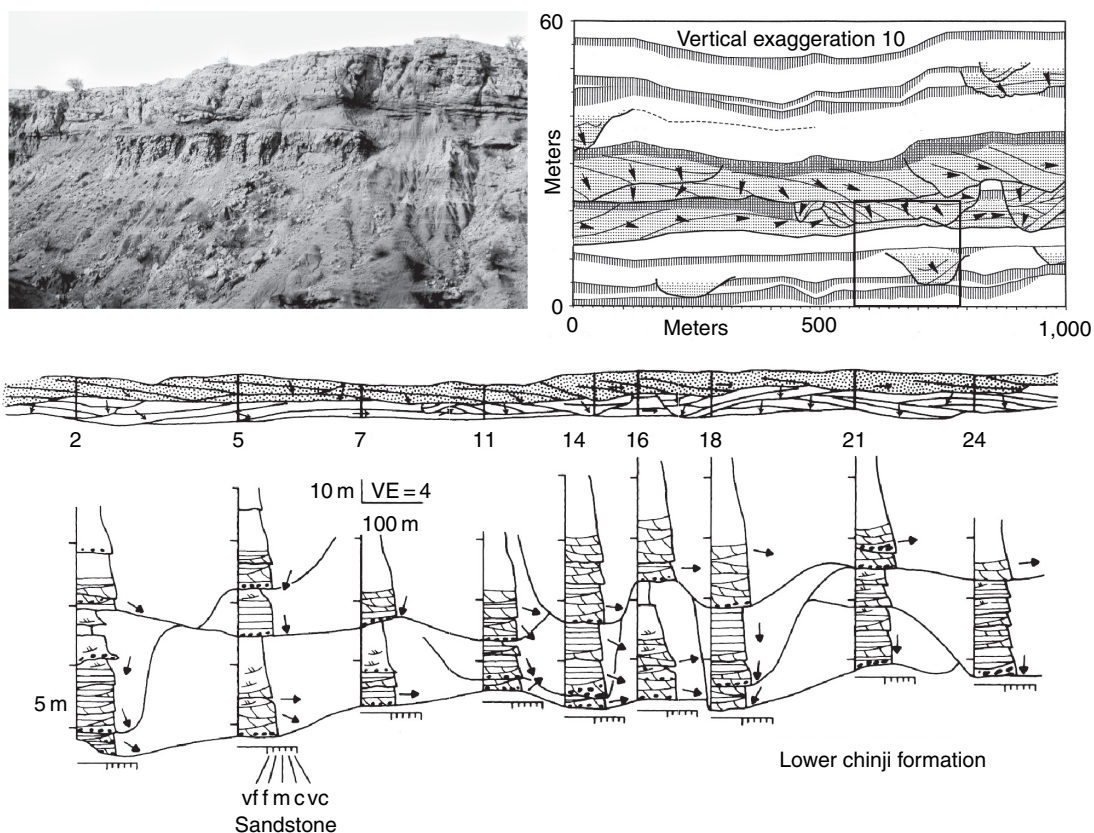 60
Vertical exaggeration 10
Meters
0
0
Meters
500
1,000
2
5
7
11
14
16
18
21
24
10 m
VE = 4
100 m
5 m
Lower chinji formation
vf f m c vc
Sandstone